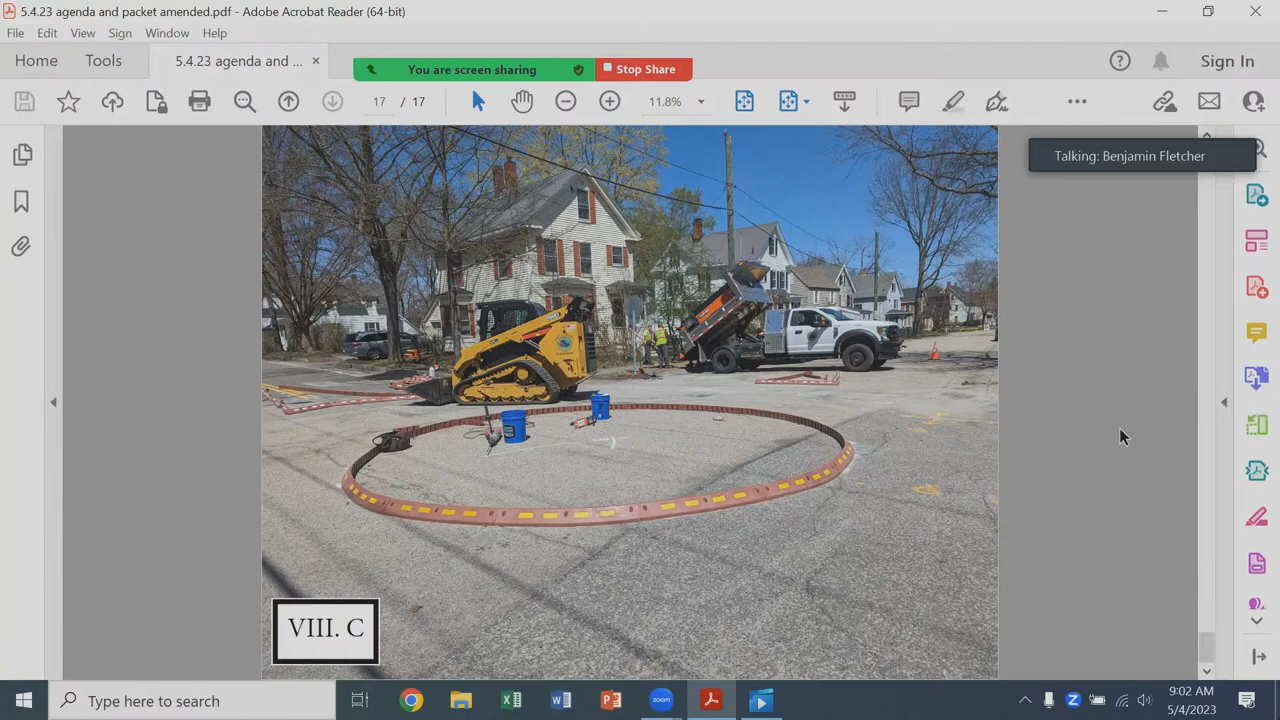 5.4.23 agenda and packet amended.pdf - Adobe Acrobat Reader (64-bit)
File Edit View Sign Window Help
Home Tools 5.4.23 agenda and ... ×
You are screen sharing Stop Share
Sign In
17 / 17 11.8%
Talking: Benjamin Fletcher
VIII. C
Type here to search
zoom
9:02 AM
5/4/2023